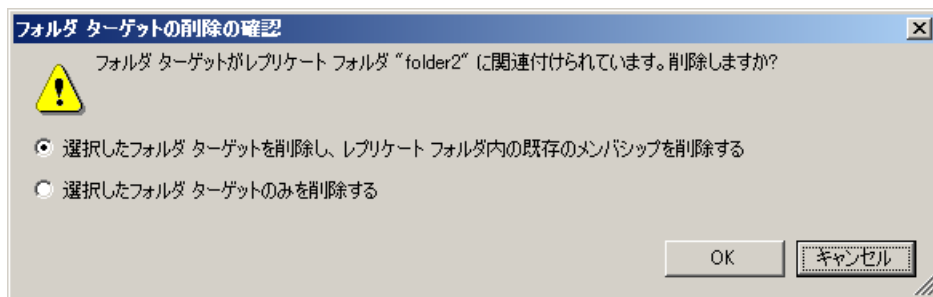 フォルダ ターゲットの削除の確認
フォルダ ターゲットがレプリケート フォルダ "folder2" に関連付けられています。削除しますか?
選択したフォルダ ターゲットを削除し、レプリケート フォルダ内の既存のメンバシップを削除する
選択したフォルダ ターゲットのみを削除する
OK キャンセル